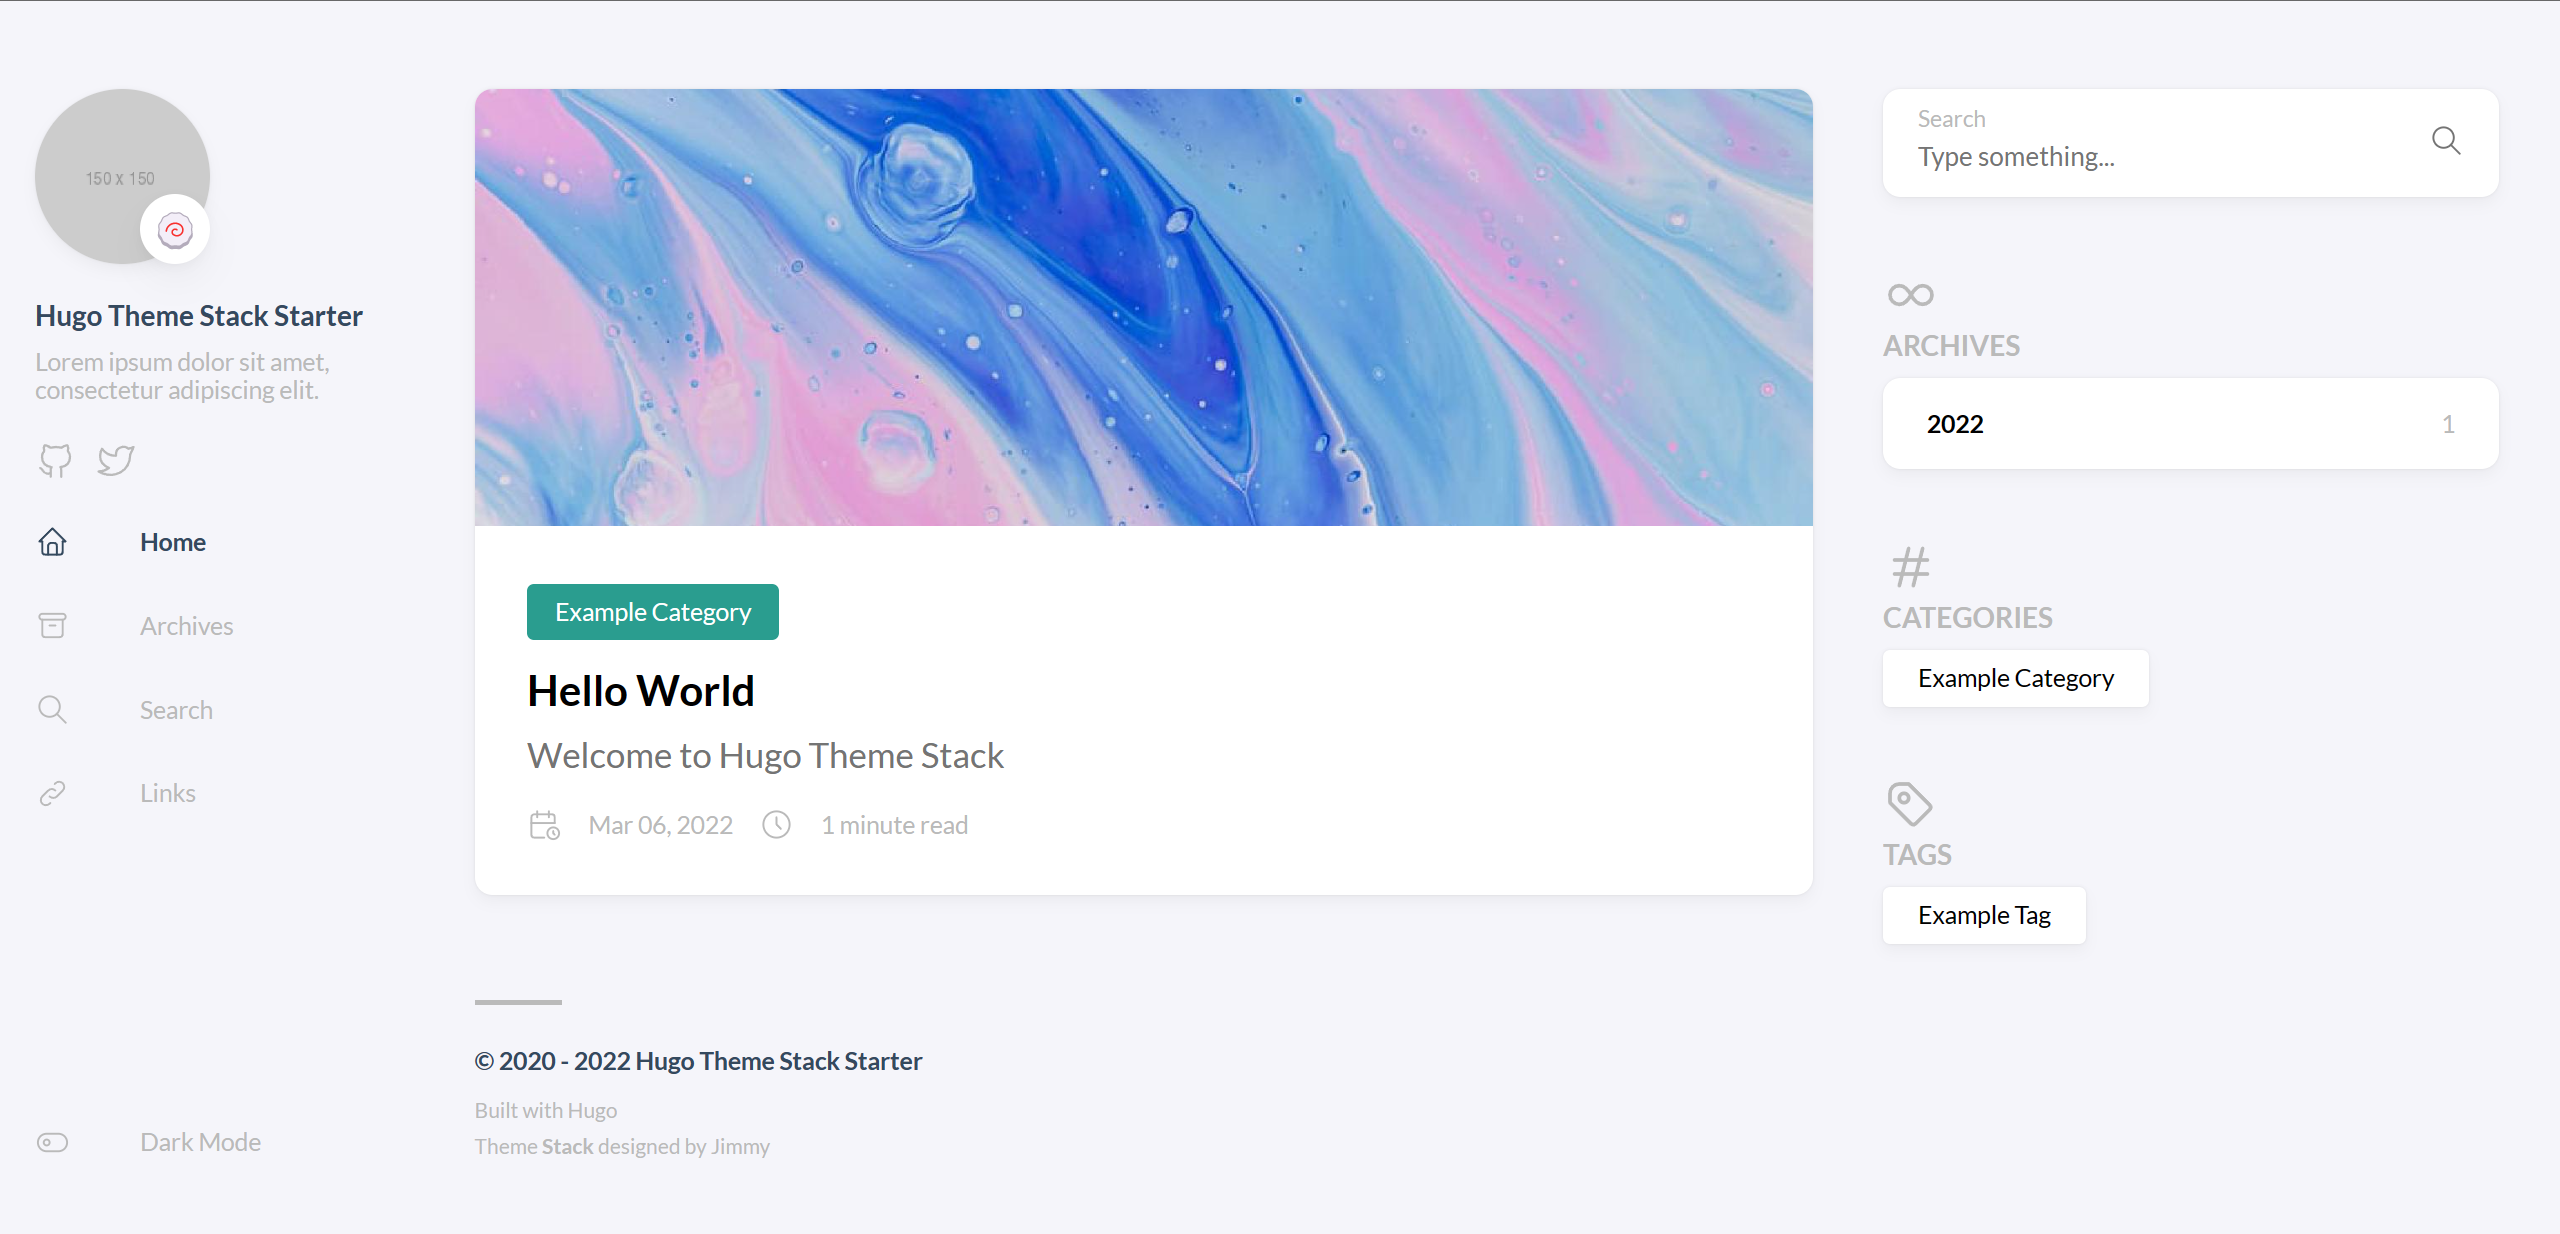 150 x 150
Hugo Theme Stack Starter
Lorem ipsum dolor sit amet,
consectetur adipiscing elit.
Home
Archives
Search
Links
Dark Mode
Example Category
Hello World
Welcome to Hugo Theme Stack
Mar 06, 2022 1 minute read
© 2020 - 2022 Hugo Theme Stack Starter
Built with Hugo
Theme Stack designed by Jimmy
Search
Type something...
ARCHIVES
2022 1
CATEGORIES
Example Category
TAGS
Example Tag